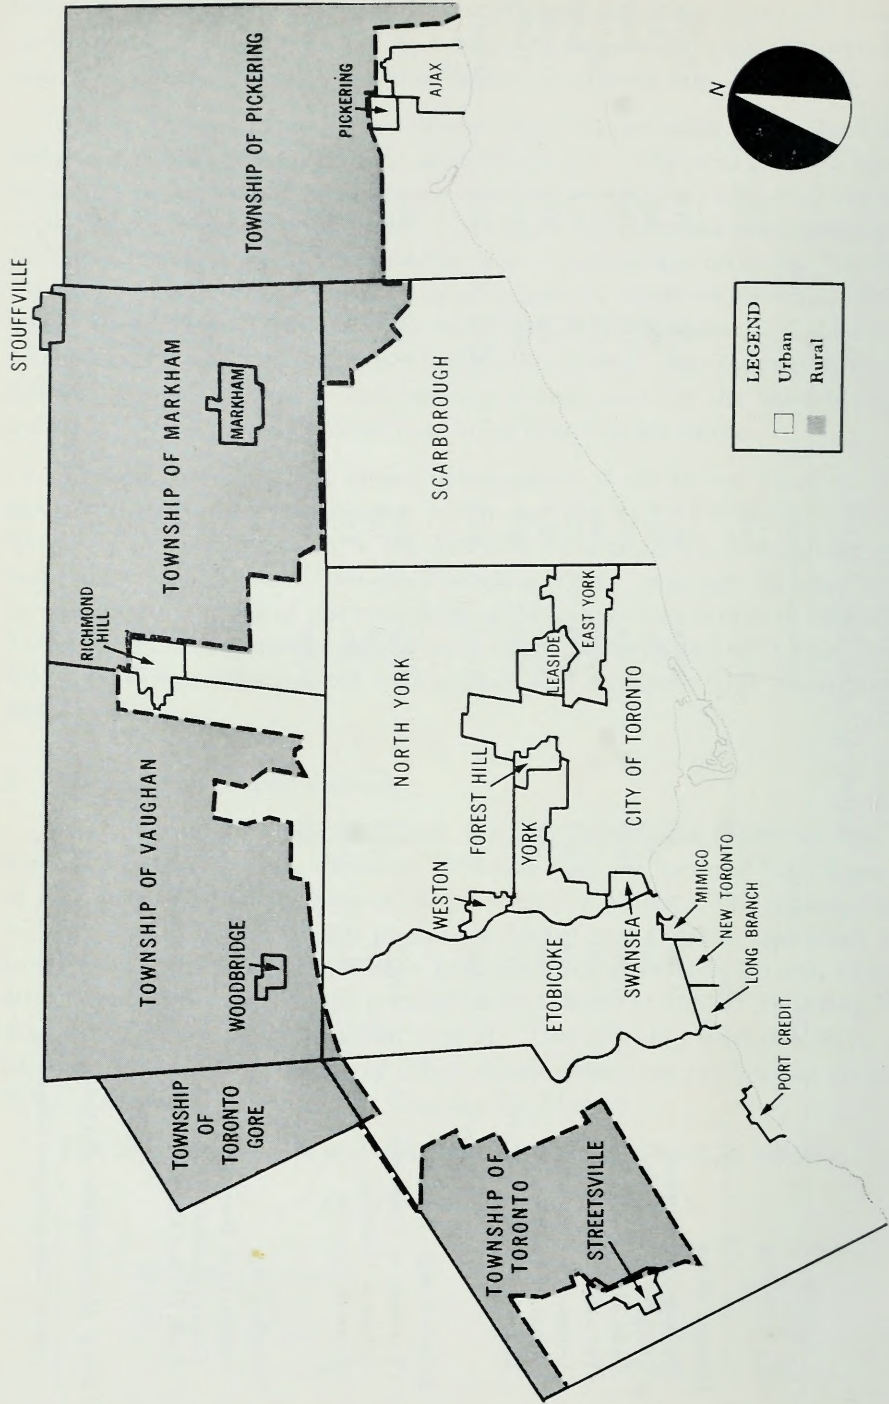 STOUFFVILLE
TOWNSHIP OF PICKERING
PICKERING
AJAX
TOWNSHIP OF MARKHAM
MARKHAM
RICHMOND
HILL
TOWNSHIP OF VAUGHAN
WOODBRIDGE
TOWNSHIP
OF
TORONTO
GORE
SCARBOROUGH
NORTH YORK
LEASIDE
EAST YORK
FOREST HILL
YORK
WESTON
CITY OF TORONTO
ETOBICOKE
SWANSEA
MIMICO
NEW TORONTO
LONG BRANCH
PORT CREDIT
TOWNSHIP OF
TORONTO
STREETSVILLE
N
LEGEND
Urban
Rural